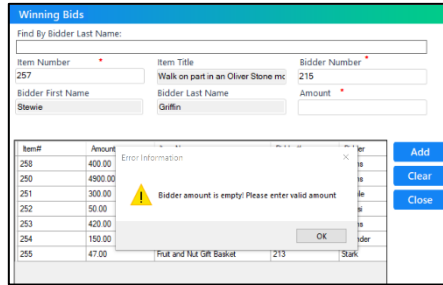 Winning Bids
Find By Bidder Last Name:
Item Number * Item Title Bidder Number *
257 Walk on part in an Oliver Stone mo 215
Bidder First Name Bidder Last Name Amount *
Stewie Griffin
Item# Amount
258 400.00
250 4900.00
251 300.00
252 50.00
253 420.00
254 150.00
255 47.00 Fruit and Nut Gift Basket 213 Stark
Error Information
Bidder amount is empty! Please enter valid amount
OK
Add
Clear
Close